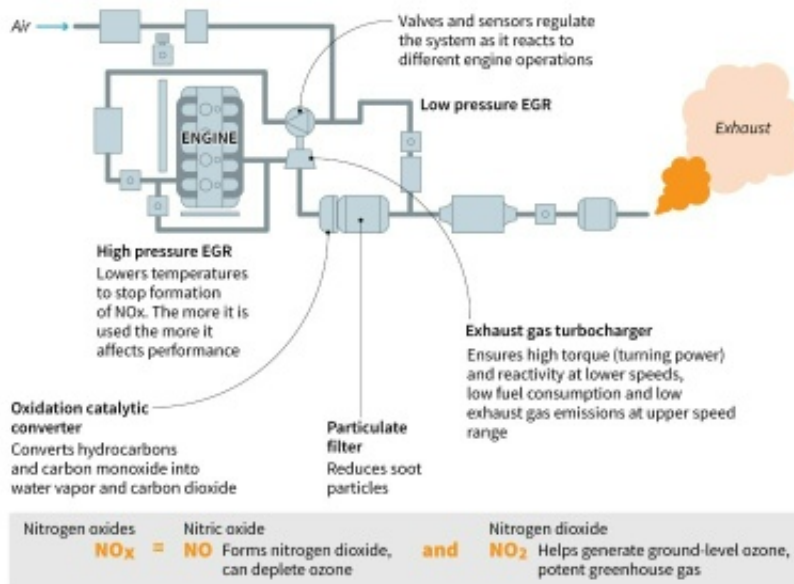 Air
Valves and sensors regulate
the system as it reacts to
different engine operations
Low pressure EGR
Exhaust
ENGINE
High pressure EGR
Lowers temperatures
to stop formation
of NOx. The more it is
used the more it
affects performance
Exhaust gas turbocharger
Ensures high torque (turning power)
and reactivity at lower speeds,
low fuel consumption and low
exhaust gas emissions at upper speed
range
Oxidation catalytic
converter
Converts hydrocarbons
and carbon monoxide into
water vapor and carbon dioxide
Particulate
filter
Reduces soot
particles
Nitrogen oxides
NOx
=
Nitric oxide
NO Forms nitrogen dioxide,
can deplete ozone
and
Nitrogen dioxide
NO2 Helps generate ground-level ozone,
potent greenhouse gas